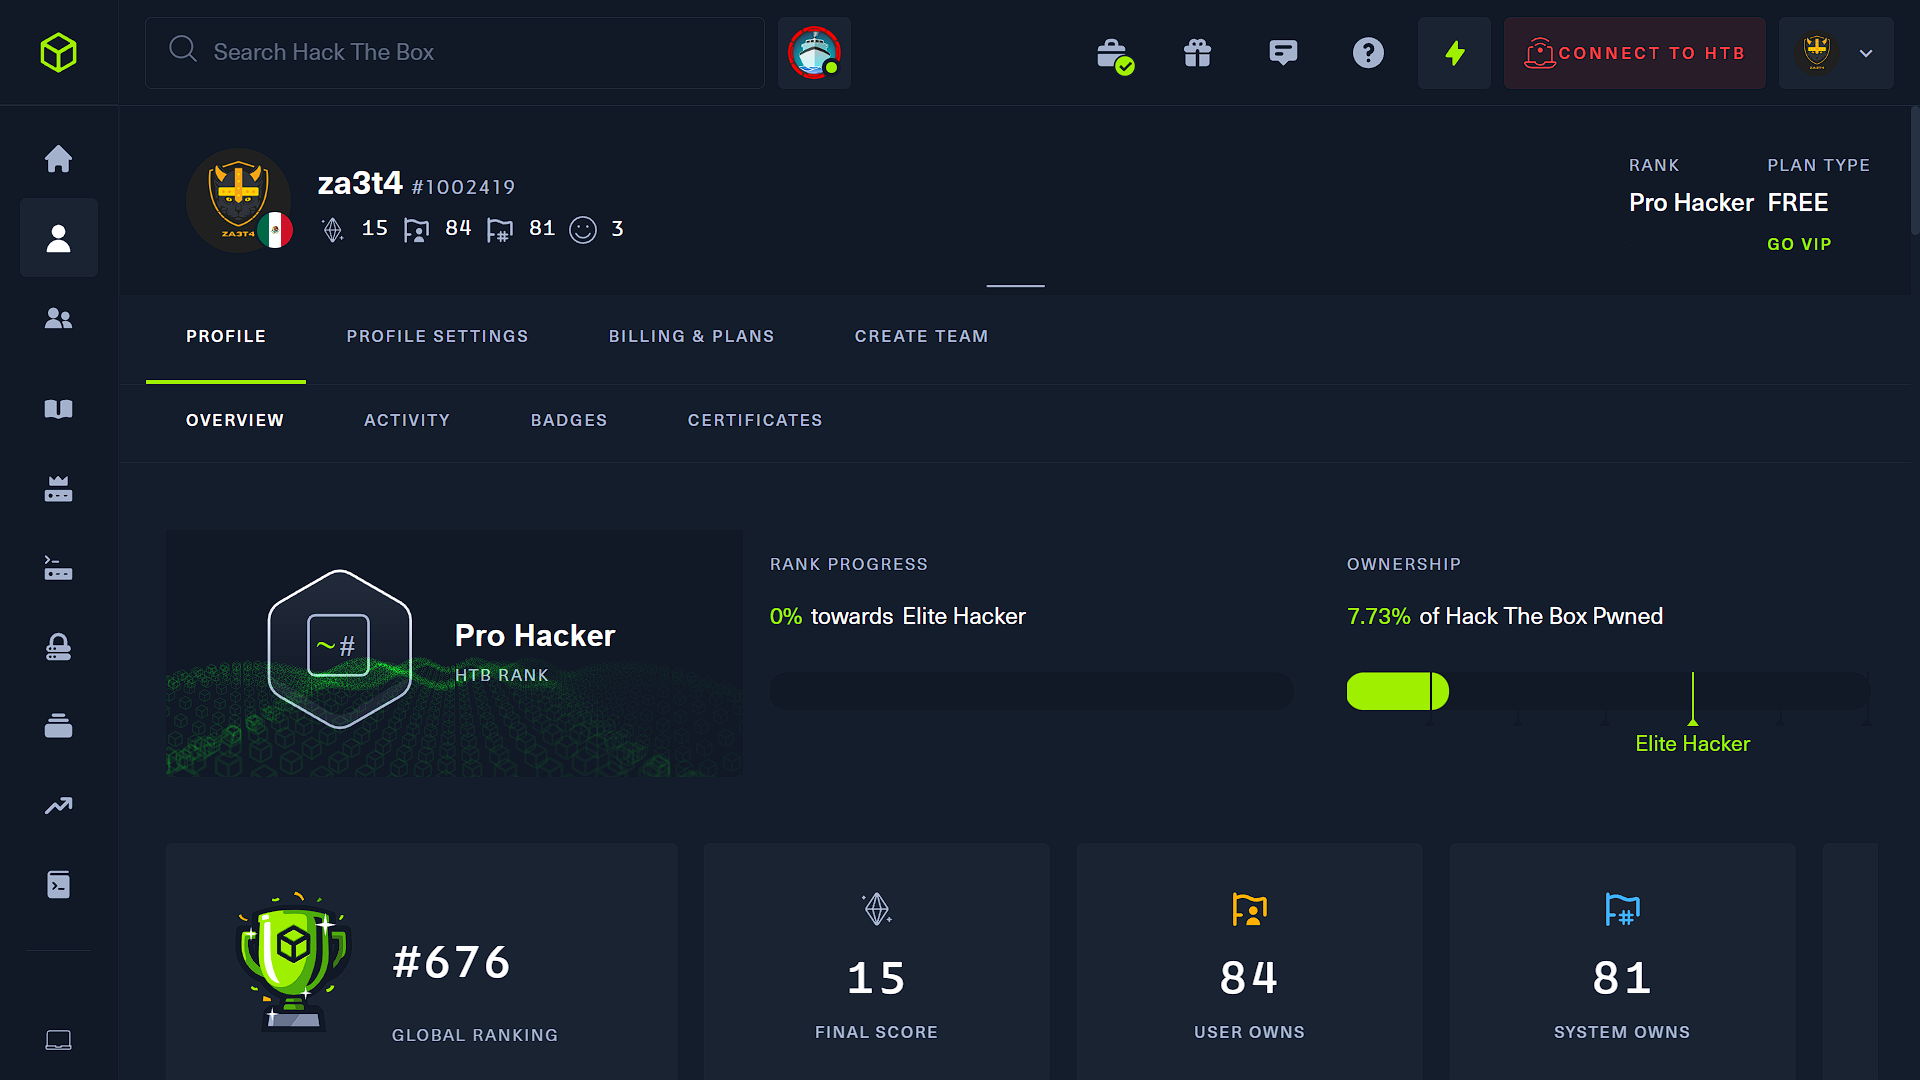 Search Hack The Box
CONNECT TO HTB
ZA3T4
za3t4 #1002419
15 84 81 3
RANK
Pro Hacker
PLAN TYPE
FREE
GO VIP
PROFILE PROFILE SETTINGS BILLING & PLANS CREATE TEAM
OVERVIEW ACTIVITY BADGES CERTIFICATES
~#
Pro Hacker
HTB RANK
RANK PROGRESS
0% towards Elite Hacker
OWNERSHIP
7.73% of Hack The Box Pwned
Elite Hacker
#676
GLOBAL RANKING
15
FINAL SCORE
84
USER OWNS
81
SYSTEM OWNS